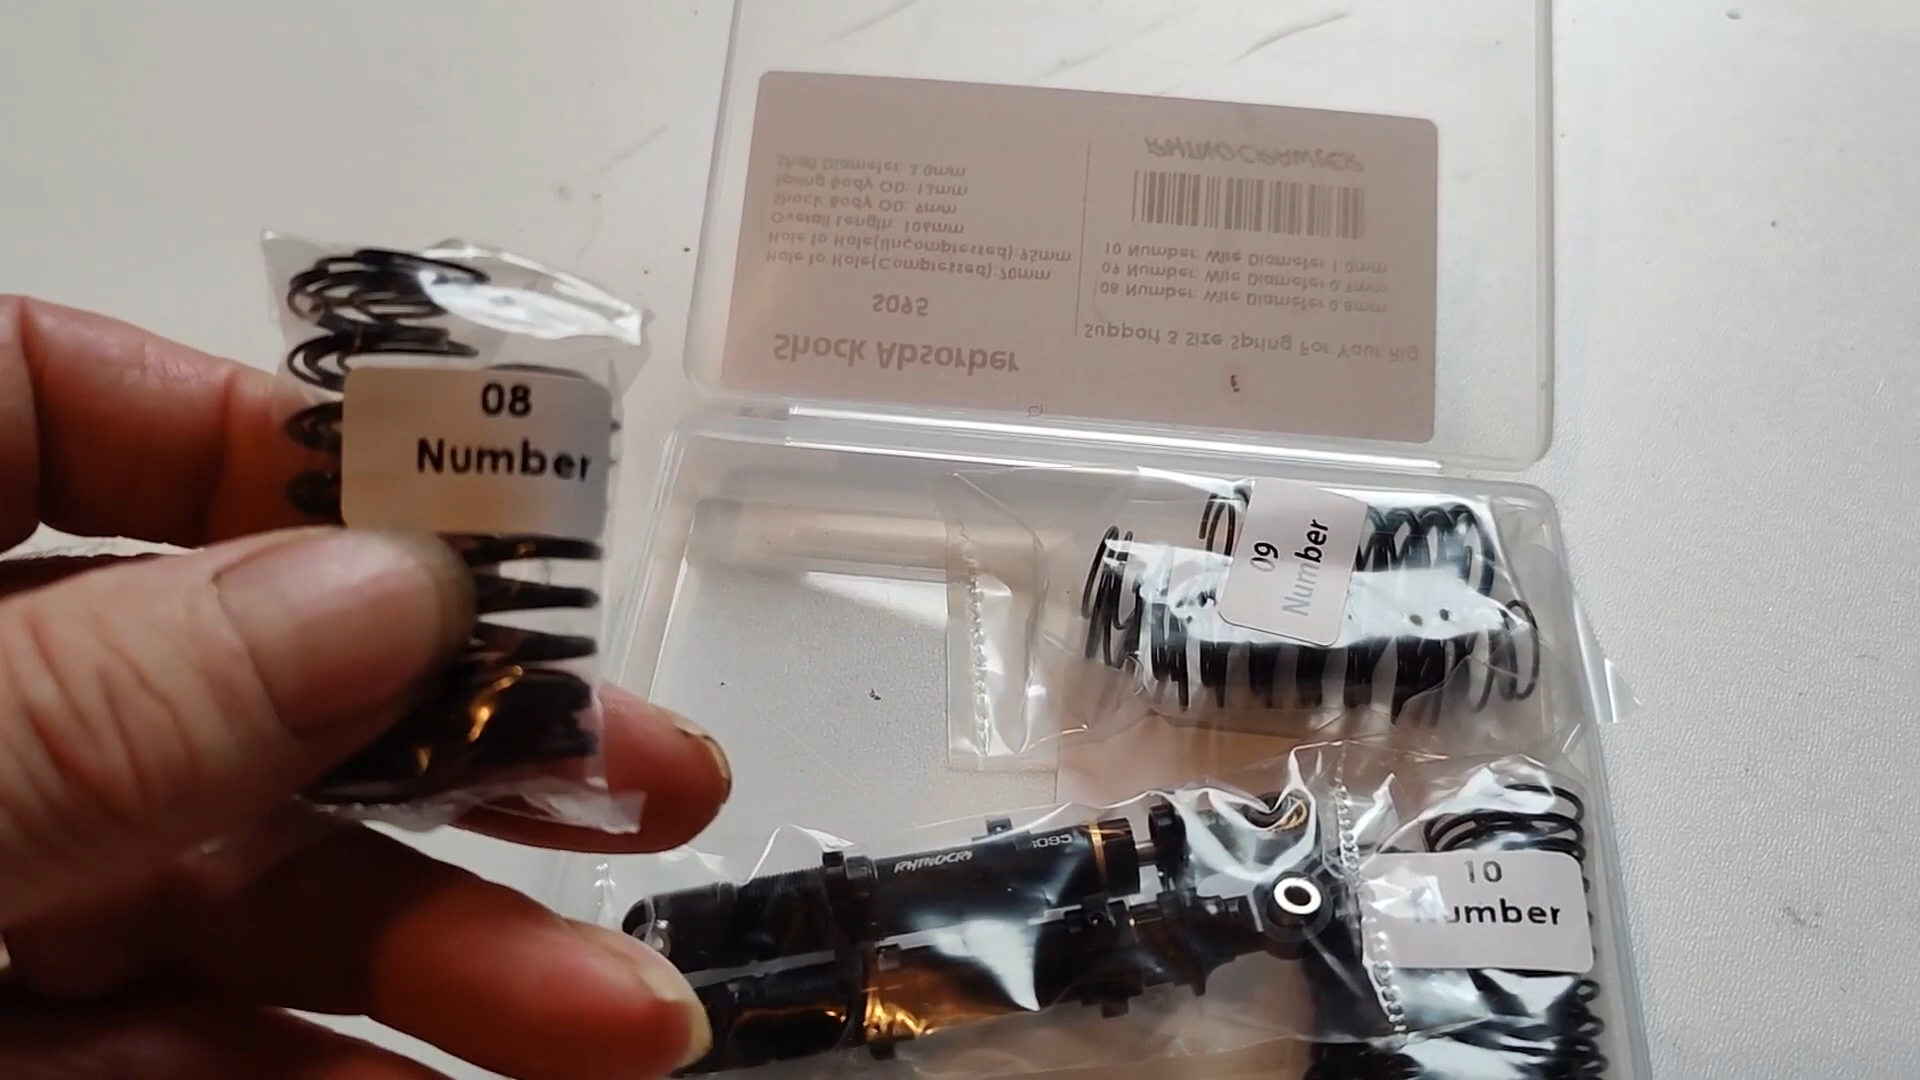 08
Number
Shock Absorber
S095
Hole to Hole(Compressed):70mm
Hole to Hole(Uncompressed):95mm
Overall Length: 106mm
Shock Body OD: 9mm
Spring Body OD: 13mm
Shaft Diameter: 3.0mm
Support 3 Size Spring For Your Rig
08 Number: Wire Diameter 0.8mm
09 Number: Wire Diameter 0.9mm
10 Number: Wire Diameter 1.0mm
RHINOCRAWLER
09
Number
RHINOCR
S095
10
Number